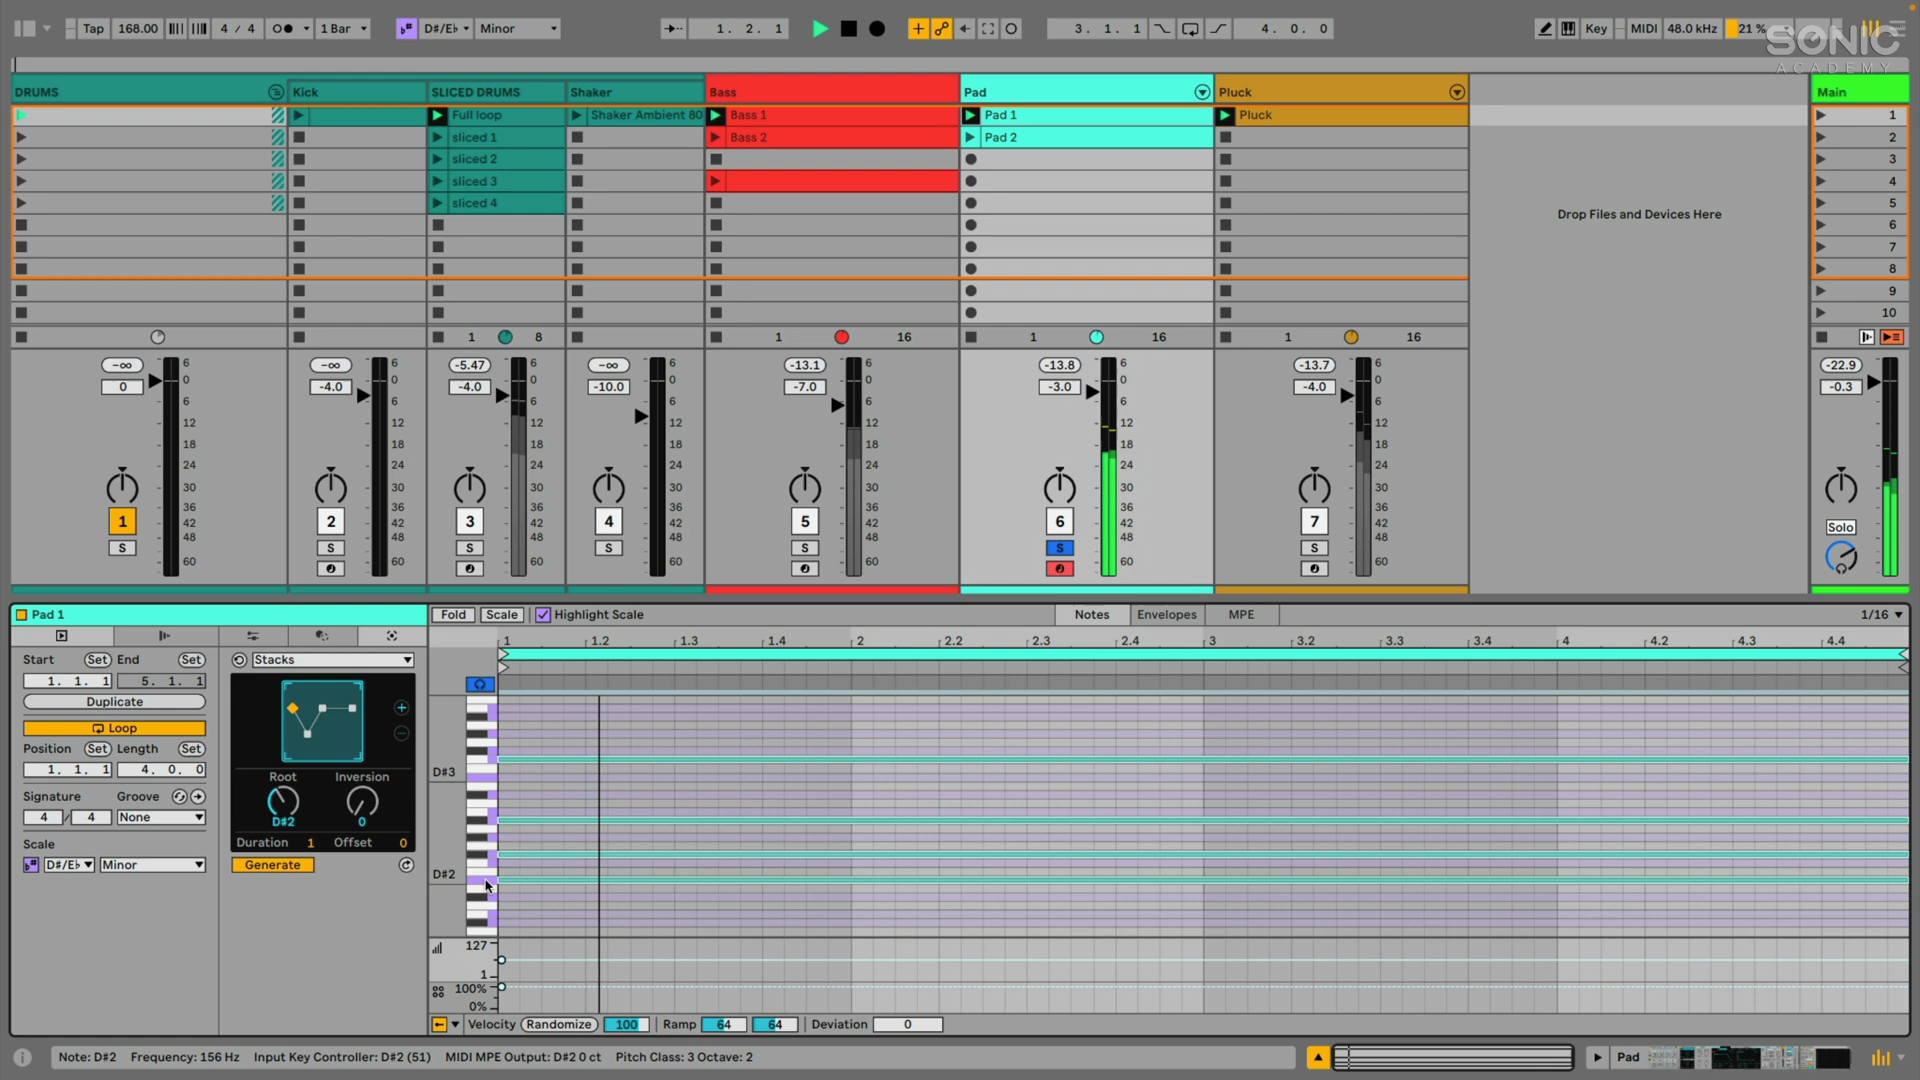 Tap 168.00 4 / 4 1 Bar D#/Eb Minor 1. 2. 1 3. 1. 1 4. 0. 0 Key MIDI 48.0 kHz 21 %
SONIC
ACADEMY
DRUMS Kick SLICED DRUMS Shaker Bass Pad Pluck Main
Full loop Shaker Ambient 80 Bass 1 Pad 1 Pluck 1
sliced 1 Bass 2 Pad 2 2
sliced 2 3
sliced 3 4
sliced 4 5
Drop Files and Devices Here
6
7
8
9
10
1 8 1 16 1 16 1 16
-∞ 6 -∞ 6 -5.47 6 -∞ 6 -13.1 6 -13.8 6 -13.7 6 -22.9
0 0 -4.0 0 -4.0 0 -10.0 0 -7.0 0 -3.0 0 -4.0 0 -0.3
6 6 6 6 6 6 6
12 12 12 12 12 12 12
18 18 18 18 18 18 18
24 24 24 24 24 24 24
30 30 30 30 30 30 30
36 36 36 36 36 36 36
1 42 2 42 3 42 4 42 5 42 6 42 7 42 Solo
48 48 48 48 48 48 48
S S S S S S S
60 60 60 60 60 60 60
Pad 1 Fold Scale Highlight Scale Notes Envelopes MPE 1/16
1 1.2 1.3 1.4 2 2.2 2.3 2.4 3 3.2 3.3 3.4 4 4.2 4.3 4.4
Start Set End Set Stacks
1. 1. 1 5. 1. 1
Duplicate
Loop
Position Set Length Set
1. 1. 1 4. 0. 0
Root Inversion
D#2 0
Signature Groove
4 / 4 None
Duration 1 Offset 0
Scale
D#/Eb Minor Generate
D#3
D#2
127
1
100%
0%
Velocity Randomize 100 Ramp 64 64 Deviation 0
Note: D#2 Frequency: 156 Hz Input Key Controller: D#2 (51) MIDI MPE Output: D#2 0 ct Pitch Class: 3 Octave: 2 Pad